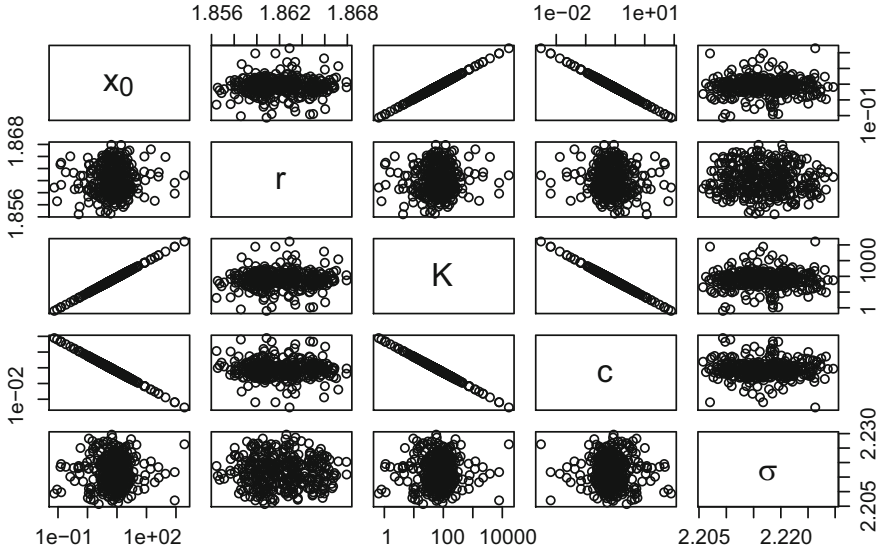 1.856 1.862 1.868
1e-02 1e+01
x₀
1e-01
1.856 1.868
r
K
1 1000
1e-02
c
σ
2.205 2.230
1e-01 1e+02
1 100 10000
2.205 2.220